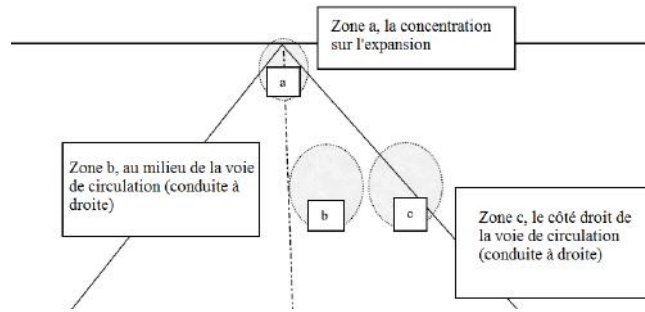 Zone a, la concentration
sur l'expansion
a
Zone b, au milieu de la voie
de circulation (conduite à
droite)
b
c
Zone c, le côté droit de
la voie de circulation
(conduite à droite)